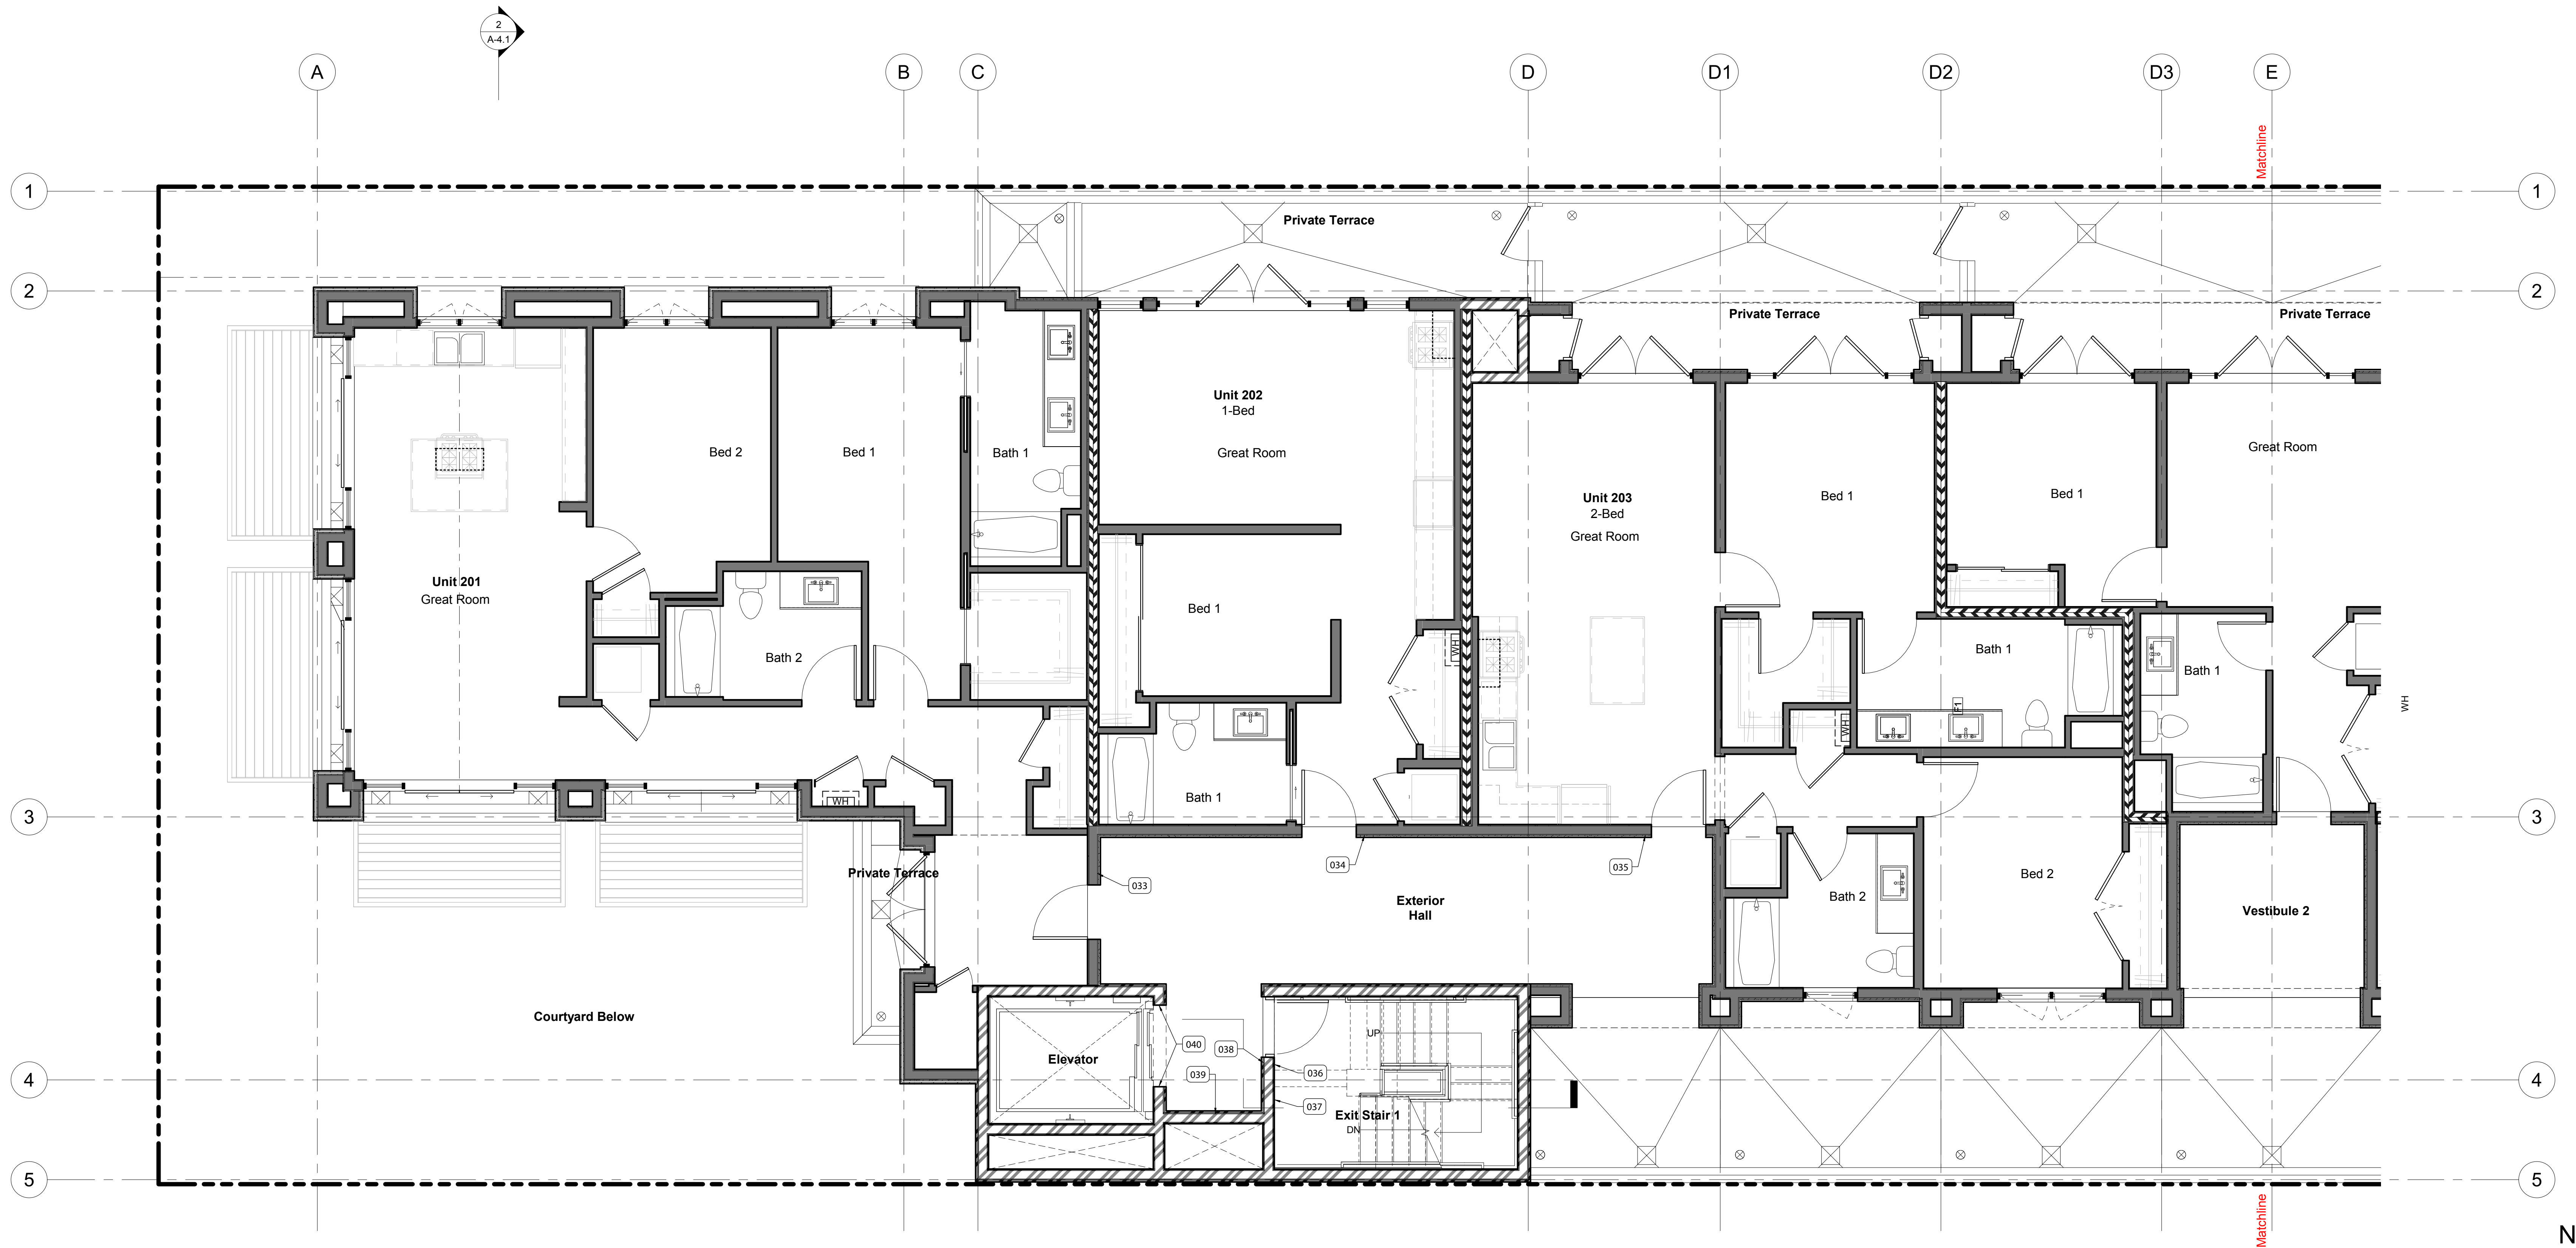 2
A-4.1
A
B
C
D
D1
D2
D3
E
Matchline
1
1
Private Terrace
2
2
Private Terrace
Private Terrace
Unit 202
1-Bed
Great Room
Bed 2
Bed 1
Bath 1
Great Room
Unit 203
2-Bed
Great Room
Bed 1
Bed 1
Unit 201
Great Room
Bed 1
Bath 2
WH
Bath 1
Bath 1
F1
WH
WH
Bath 1
WH
3
3
Private Terrace
033
034
035
Exterior
Hall
Bath 2
Bed 2
Vestibule 2
Courtyard Below
Elevator
040
038
039
036
037
UP
Exit Stair 1
DN
4
4
5
5
Matchline
N